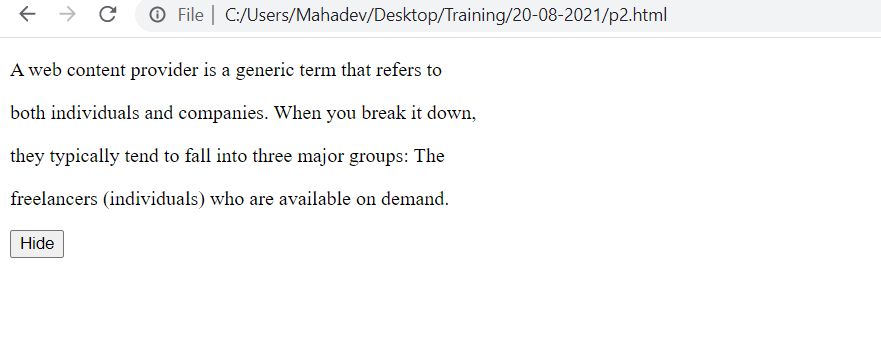 File | C:/Users/Mahadev/Desktop/Training/20-08-2021/p2.html
A web content provider is a generic term that refers to
both individuals and companies. When you break it down,
they typically tend to fall into three major groups: The
freelancers (individuals) who are available on demand.
Hide